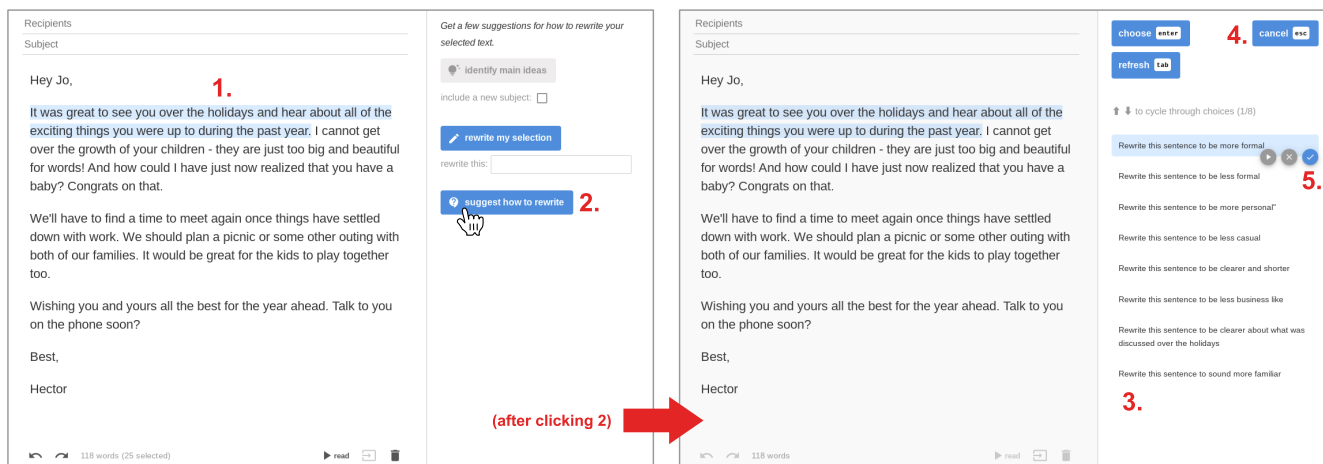 Recipients
Subject
Hey Jo,
1.
It was great to see you over the holidays and hear about all of the
exciting things you were up to during the past year. I cannot get
over the growth of your children - they are just too big and beautiful
for words! And how could I have just now realized that you have a
baby? Congrats on that.
We'll have to find a time to meet again once things have settled
down with work. We should plan a picnic or some other outing with
both of our families. It would be great for the kids to play together
too.
Wishing you and yours all the best for the year ahead. Talk to you
on the phone soon?
Best,
Hector
118 words (25 selected)
read
Get a few suggestions for how to rewrite your
selected text.
identify main ideas
include a new subject:
rewrite my selection
rewrite this:
suggest how to rewrite
2.
(after clicking 2)
Recipients
Subject
Hey Jo,
It was great to see you over the holidays and hear about all of the
exciting things you were up to during the past year. I cannot get
over the growth of your children - they are just too big and beautiful
for words! And how could I have just now realized that you have a
baby? Congrats on that.
We'll have to find a time to meet again once things have settled
down with work. We should plan a picnic or some other outing with
both of our families. It would be great for the kids to play together
too.
Wishing you and yours all the best for the year ahead. Talk to you
on the phone soon?
Best,
Hector
118 words
read
choose enter
4.
cancel esc
refresh tab
to cycle through choices (1/8)
Rewrite this sentence to be more formal
5.
Rewrite this sentence to be less formal
Rewrite this sentence to be more personal"
Rewrite this sentence to be less casual
Rewrite this sentence to be clearer and shorter
Rewrite this sentence to be less business like
Rewrite this sentence to be clearer about what was
discussed over the holidays
Rewrite this sentence to sound more familiar
3.